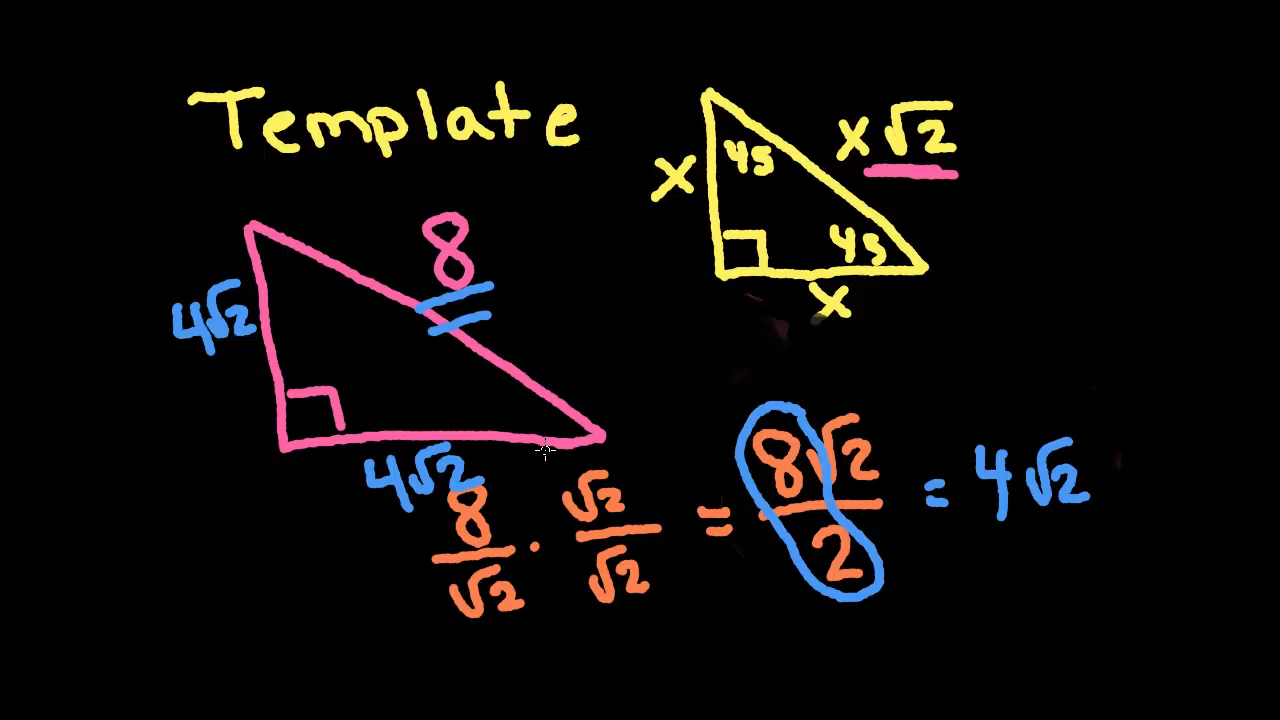 Template
x
x√2
45
45
x
8
4√2
4√2
8/√2 · √2/√2 = 8√2/2 = 4√2